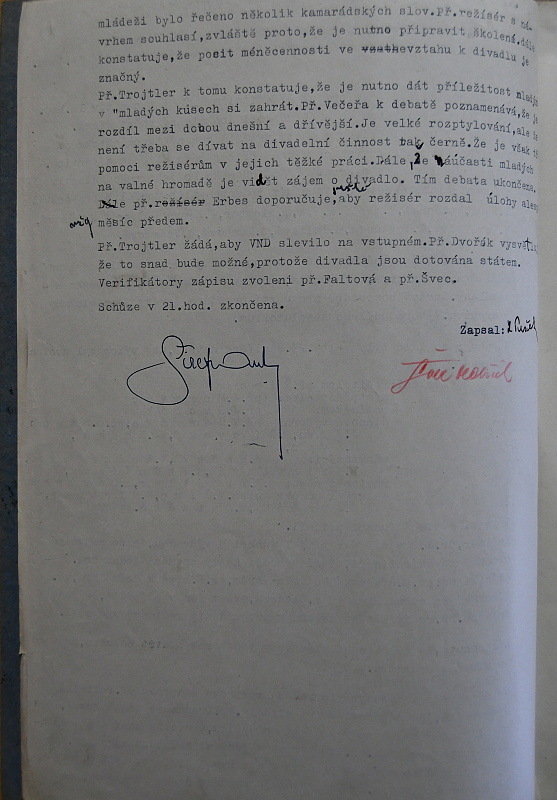 mládeži bylo řečeno několik kamarádských slov.Př.režisér s ná-
vrhem souhlasí,zvláště proto,že je nutno připravit školení.Dále
konstatuje,že pocit méněcennosti ve vztahu k divadlu je
značný.
Př.Trojtler k tomu konstatuje,že je nutno dát příležitost mladým
v "mladých kusech si zahrát.Př.Večeřa k debatě poznamenává,že je
rozdíl mezi dobou dnešní a dřívější.Je velké rozptylování,ale že
není třeba se dívat na divadelní činnost tak černě.Že je však
pomoci režisérům v jejich těžké práci.Dále,že účasti mladých
na valné hromadě je vidět zájem o divadlo. Tím debata ukončena.
Dále př.režisér Erbes doporučuje,aby režisér rozdal úlohy alespoň
měsíc předem.
Př.Trojtler žádá,aby VND slevilo na vstupném.Př.Dvořák vysvětlil
že to snad bude možné,protože divadla jsou dotována státem.
Verifikátory zápisu zvoleni př.Faltová a př.Švec.
Schůze v 21.hod. zkončena.
Zapsal: